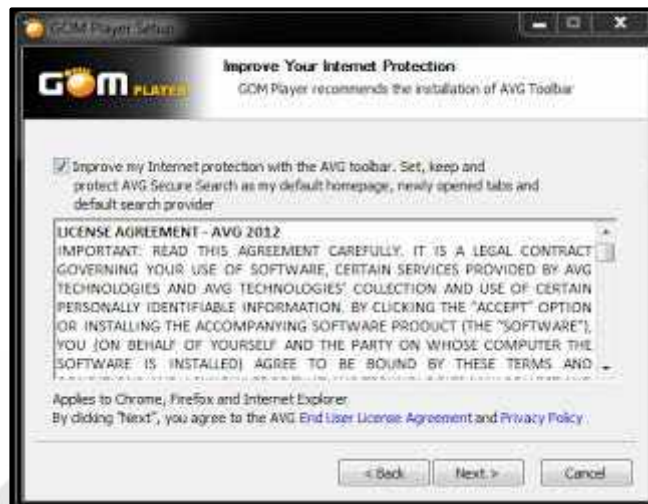 GOM Player Setup
GOM PLAYER
Improve Your Internet Protection
GOM Player recommends the installation of AVG Toolbar
Improve my Internet protection with the AVG toolbar. Set, keep and
protect AVG Secure Search as my default homepage, newly opened tabs and
default search provider
LICENSE AGREEMENT - AVG 2012
IMPORTANT: READ THIS AGREEMENT CAREFULLY. IT IS A LEGAL CONTRACT
GOVERNING YOUR USE OF SOFTWARE, CERTAIN SERVICES PROVIDED BY AVG
TECHNOLOGIES AND AVG TECHNOLOGIES' COLLECTION AND USE OF CERTAIN
PERSONALLY IDENTIFIABLE INFORMATION. BY CLICKING THE "ACCEPT" OPTION
OR INSTALLING THE ACCOMPANYING SOFTWARE PRODUCT (THE "SOFTWARE"),
YOU (ON BEHALF OF YOURSELF AND THE PARTY ON WHOSE COMPUTER THE
SOFTWARE IS INSTALLED) AGREE TO BE BOUND BY THESE TERMS AND
Applies to Chrome, Firefox and Internet Explorer
By clicking "Next", you agree to the AVG End User License Agreement and Privacy Policy.
< Back
Next >
Cancel